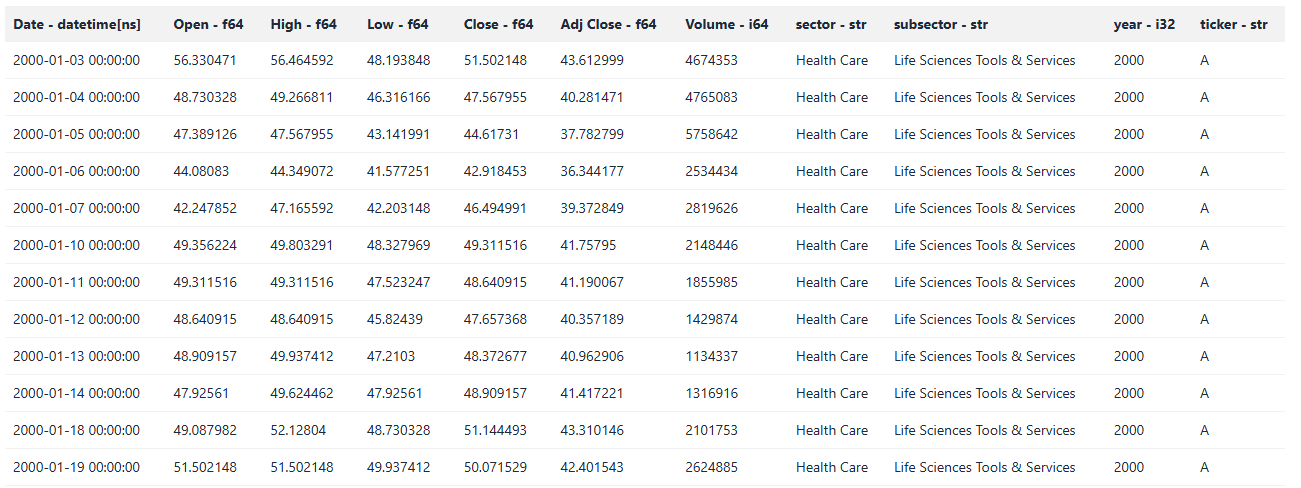 Date - datetime[ns] Open - f64 High - f64 Low - f64 Close - f64 Adj Close - f64 Volume - i64 sector - str subsector - str year - i32 ticker - str
2000-01-03 00:00:00 56.330471 56.464592 48.193848 51.502148 43.612999 4674353 Health Care Life Sciences Tools & Services 2000 A
2000-01-04 00:00:00 48.730328 49.266811 46.316166 47.567955 40.281471 4765083 Health Care Life Sciences Tools & Services 2000 A
2000-01-05 00:00:00 47.389126 47.567955 43.141991 44.61731 37.782799 5758642 Health Care Life Sciences Tools & Services 2000 A
2000-01-06 00:00:00 44.08083 44.349072 41.577251 42.918453 36.344177 2534434 Health Care Life Sciences Tools & Services 2000 A
2000-01-07 00:00:00 42.247852 47.165592 42.203148 46.494991 39.372849 2819626 Health Care Life Sciences Tools & Services 2000 A
2000-01-10 00:00:00 49.356224 49.803291 48.327969 49.311516 41.75795 2148446 Health Care Life Sciences Tools & Services 2000 A
2000-01-11 00:00:00 49.311516 49.311516 47.523247 48.640915 41.190067 1855985 Health Care Life Sciences Tools & Services 2000 A
2000-01-12 00:00:00 48.640915 48.640915 45.82439 47.657368 40.357189 1429874 Health Care Life Sciences Tools & Services 2000 A
2000-01-13 00:00:00 48.909157 49.937412 47.2103 48.372677 40.962906 1134337 Health Care Life Sciences Tools & Services 2000 A
2000-01-14 00:00:00 47.92561 49.624462 47.92561 48.909157 41.417221 1316916 Health Care Life Sciences Tools & Services 2000 A
2000-01-18 00:00:00 49.087982 52.12804 48.730328 51.144493 43.310146 2101753 Health Care Life Sciences Tools & Services 2000 A
2000-01-19 00:00:00 51.502148 51.502148 49.937412 50.071529 42.401543 2624885 Health Care Life Sciences Tools & Services 2000 A